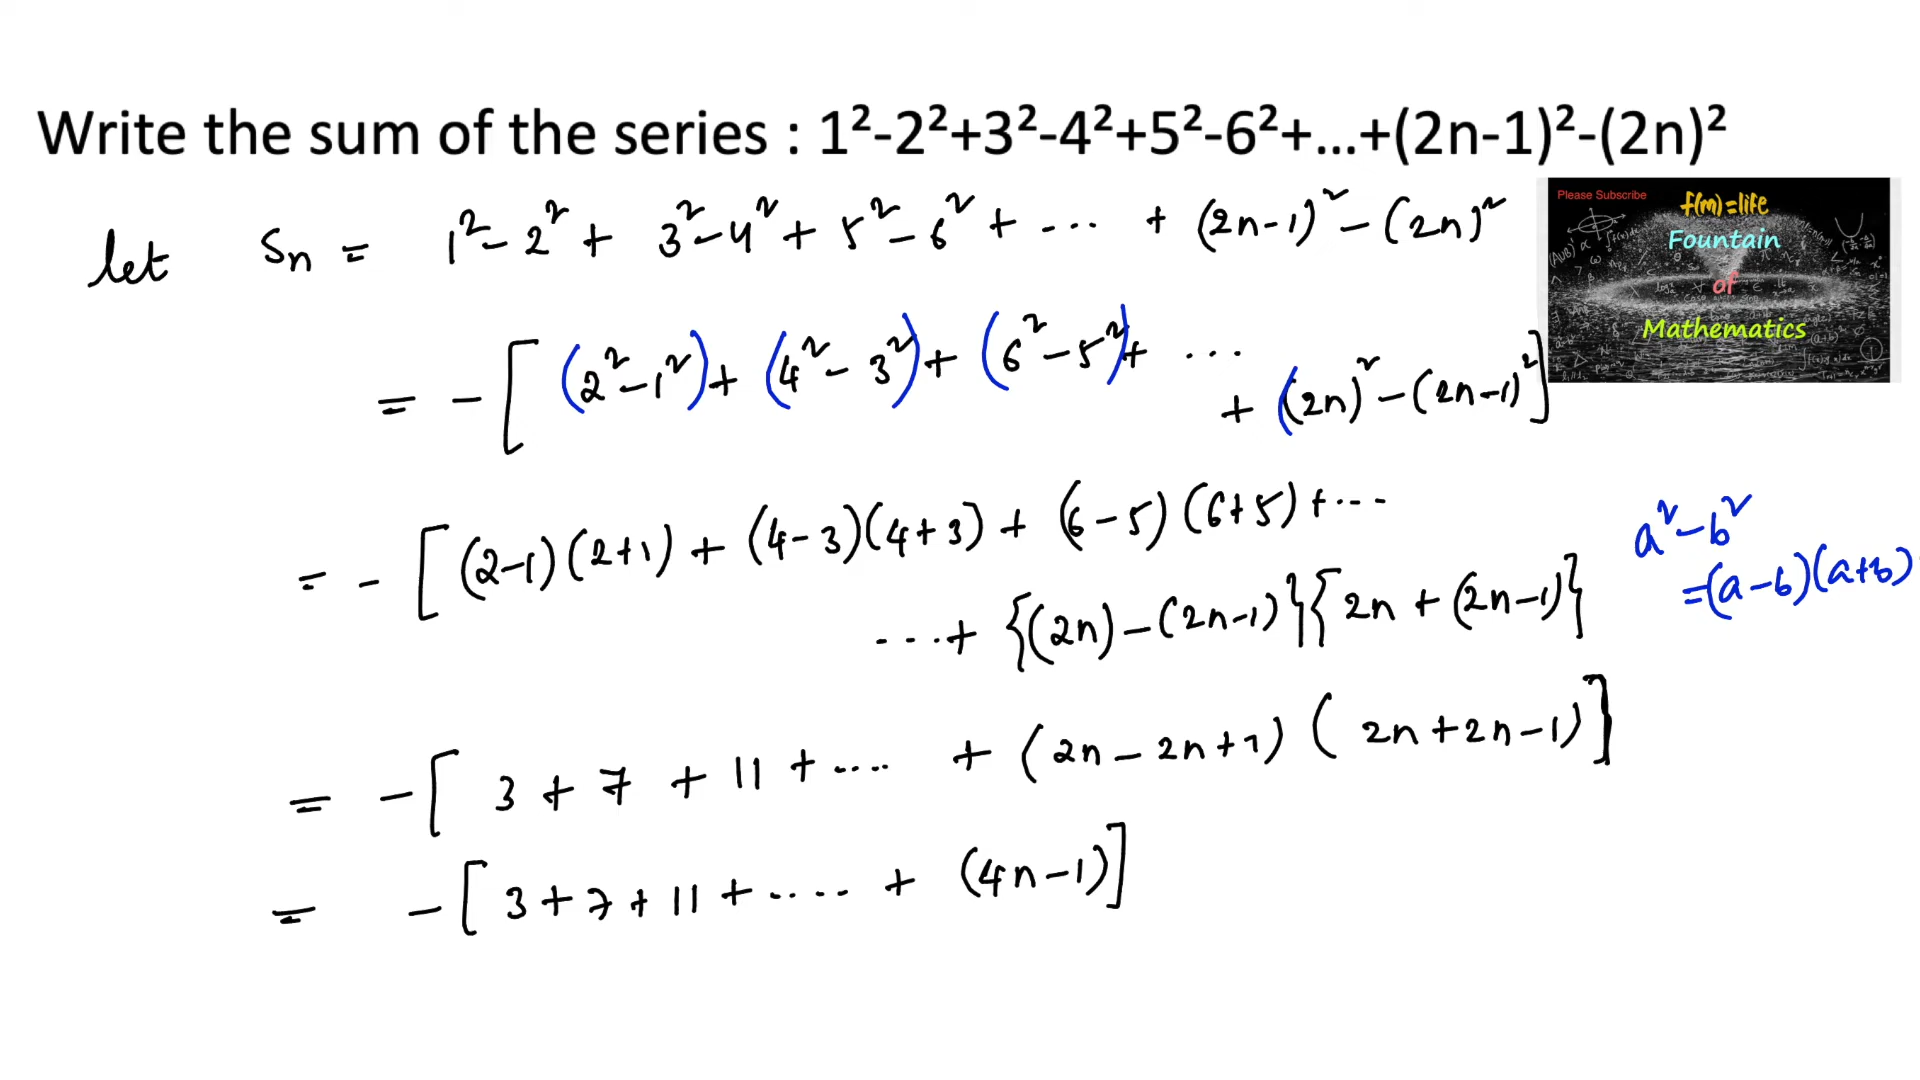 Write the sum of the series : 1²-2²+3²-4²+5²-6²+...+(2n-1)²-(2n)²
Please Subscribe
f(m)=life
Fountain
of
Mathematics
let Sn = 1² - 2² + 3² - 4² + 5² - 6² + ... + (2n-1)² - (2n)²
= - [ (2² - 1²) + (4² - 3²) + (6² - 5²) + ...
+ ((2n)² - (2n-1)²]
= - [ (2-1)(2+1) + (4-3)(4+3) + (6-5)(6+5) + ...
... + {(2n) - (2n-1)}{2n + (2n-1)}
a² - b²
= (a-b)(a+b)
= - [ 3 + 7 + 11 + .... + (2n - 2n + 1) ( 2n + 2n - 1)]
= - [ 3 + 7 + 11 + ..... + (4n-1)]